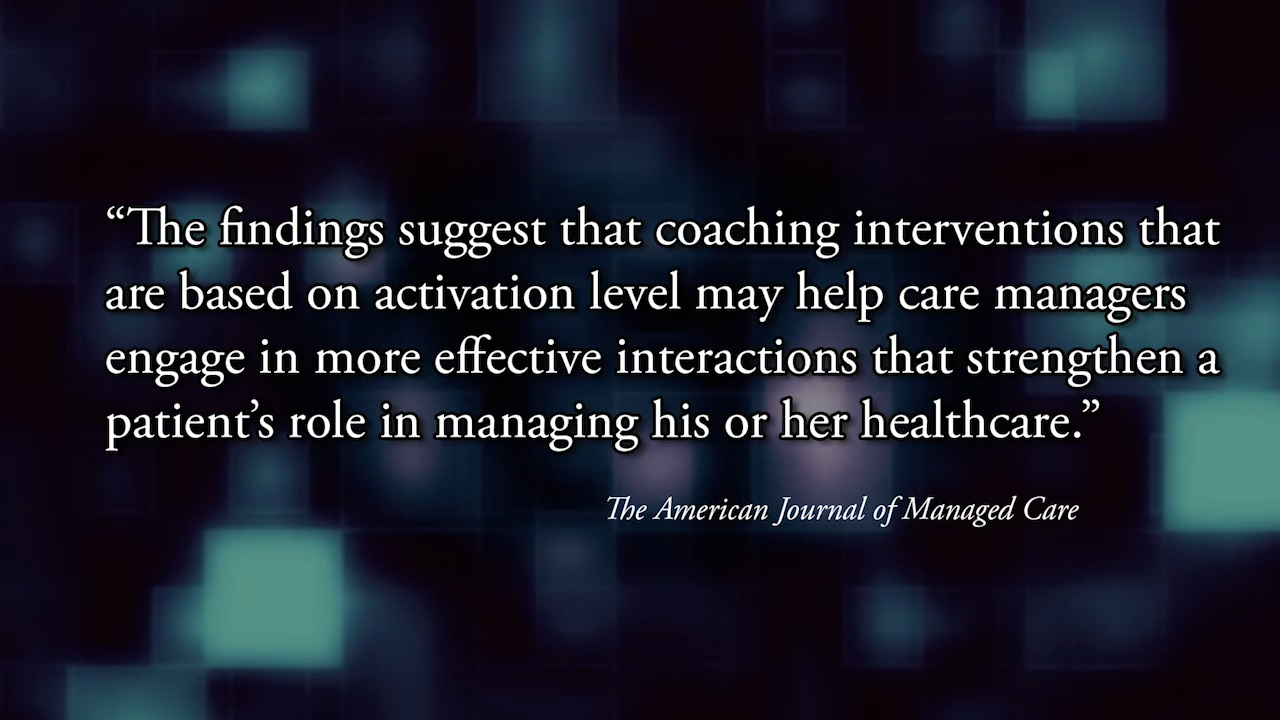 “The findings suggest that coaching interventions that
are based on activation level may help care managers
engage in more effective interactions that strengthen a
patient’s role in managing his or her healthcare.”
The American Journal of Managed Care